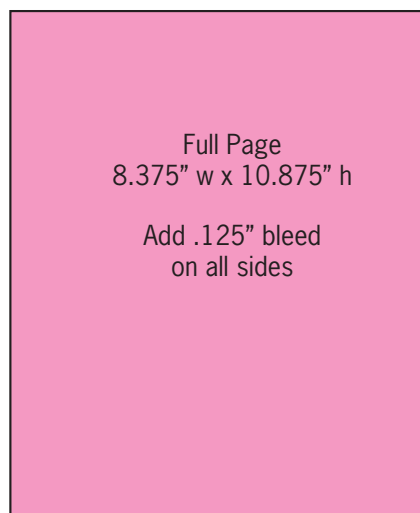 Full Page
8.375” w x 10.875” h
Add .125” bleed
on all sides